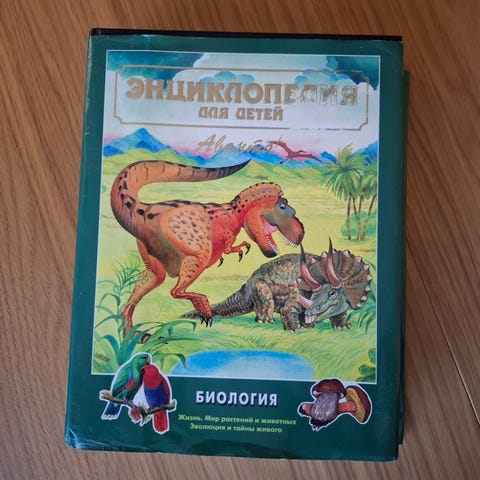 ЭНЦИКЛОПЕДИЯ
ДЛЯ ДЕТЕЙ
Аванта+
БИОЛОГИЯ
Жизнь. Мир растений и животных
Эволюция и тайны живого